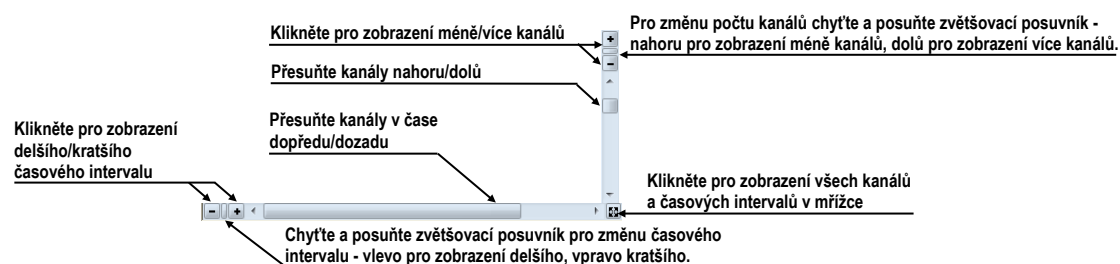 Klikněte pro zobrazení méně/více kanálů
Pro změnu počtu kanálů chyťte a posuňte zvětšovací posuvník -
nahoru pro zobrazení méně kanálů, dolů pro zobrazení více kanálů.
Přesuňte kanály nahoru/dolů
Klikněte pro zobrazení
delšího/kratšího
časového intervalu
Přesuňte kanály v čase
dopředu/dozadu
Klikněte pro zobrazení všech kanálů
a časových intervalů v mřížce
Chyťte a posuňte zvětšovací posuvník pro změnu časového
intervalu - vlevo pro zobrazení delšího, vpravo kratšího.